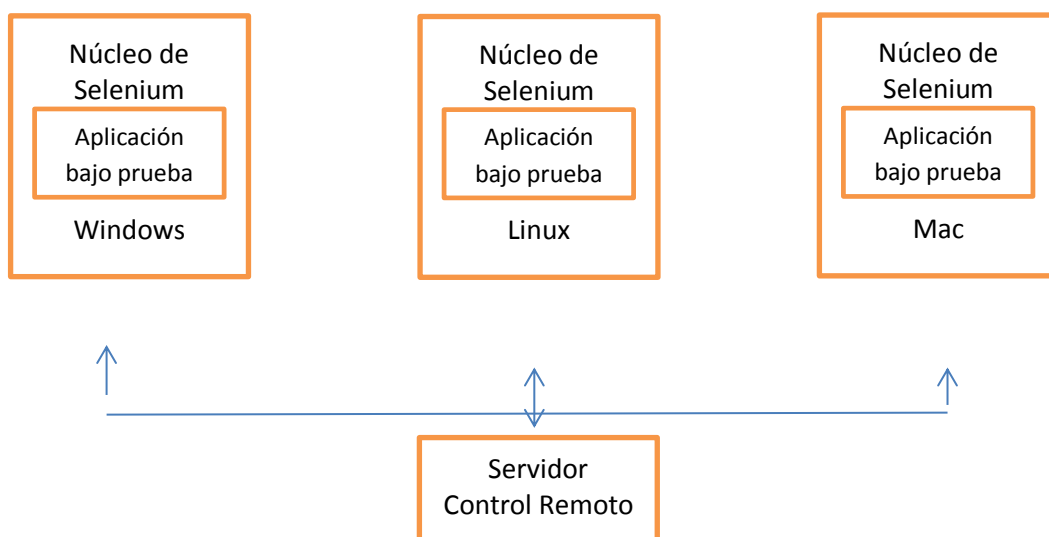 Núcleo de
Selenium
Aplicación
bajo prueba
Windows
Núcleo de
Selenium
Aplicación
bajo prueba
Linux
Núcleo de
Selenium
Aplicación
bajo prueba
Mac
Servidor
Control Remoto